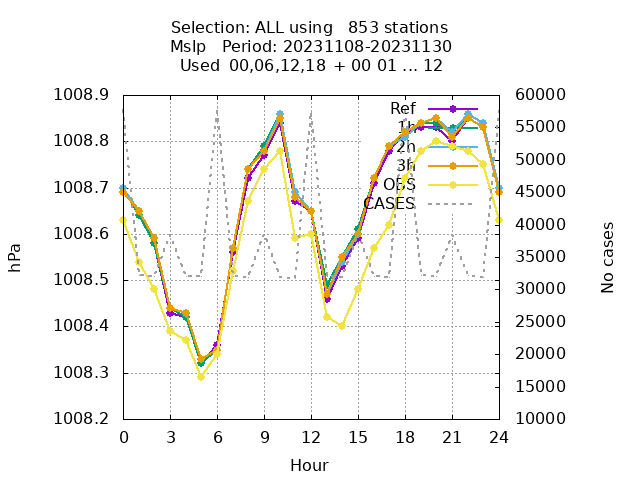 Selection: ALL using   853 stations
Mslp   Period: 20231108-20231130
Used  00,06,12,18 + 00 01 ... 12
1008.9
1008.8
1008.7
1008.6
1008.5
1008.4
1008.3
1008.2
hPa
60000
55000
50000
45000
40000
35000
30000
25000
20000
15000
10000
No cases
Ref
1h
2h
3h
OBS
CASES
0 3 6 9 12 15 18 21 24
Hour